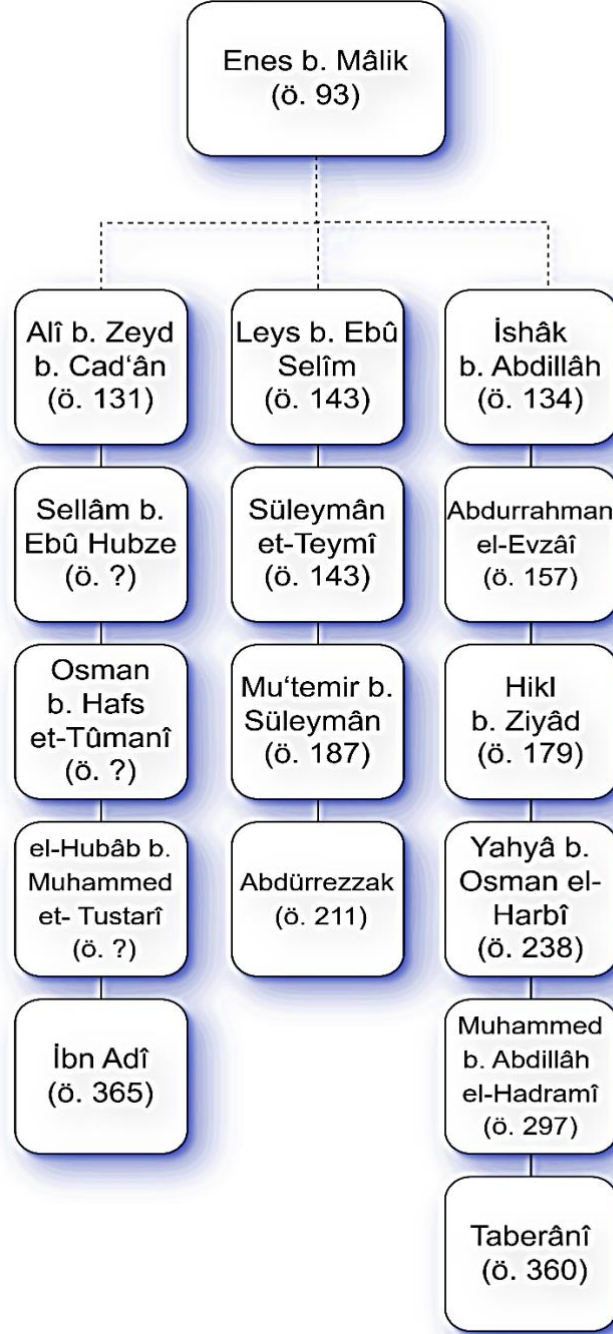 Enes b. Mâlik
(ö. 93)
Alî b. Zeyd
b. Cad‘ân
(ö. 131)
Sellâm b.
Ebû Hubze
(ö. ?)
Osman
b. Hafs
et-Tûmanî
(ö. ?)
el-Hubâb b.
Muhammed
et- Tustarî
(ö. ?)
İbn Adî
(ö. 365)
Leys b. Ebû
Selîm
(ö. 143)
Süleymân
et-Teymî
(ö. 143)
Mu‘temir b.
Süleymân
(ö. 187)
Abdürrezzak
(ö. 211)
İshâk
b. Abdillâh
(ö. 134)
Abdurrahman
el-Evzâî
(ö. 157)
Hikl
b. Ziyâd
(ö. 179)
Yahyâ b.
Osman el-
Harbî
(ö. 238)
Muhammed
b. Abdillâh
el-Hadramî
(ö. 297)
Taberânî
(ö. 360)